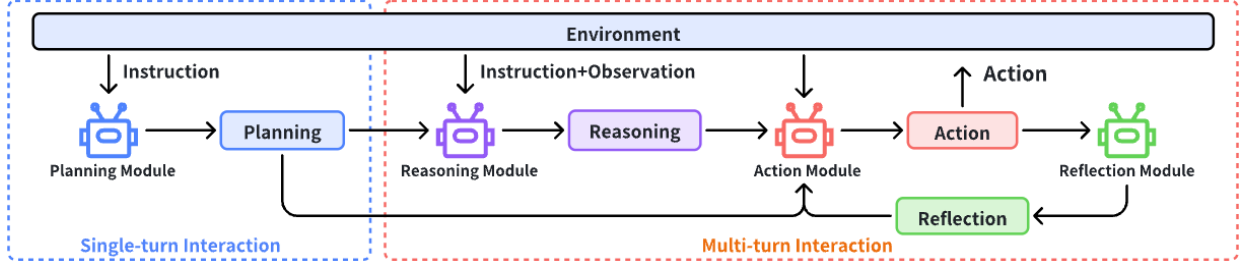 Environment
Instruction
Instruction+Observation
Action
Planning
Reasoning
Action
Planning Module
Reasoning Module
Action Module
Reflection Module
Reflection
Single-turn Interaction
Multi-turn Interaction